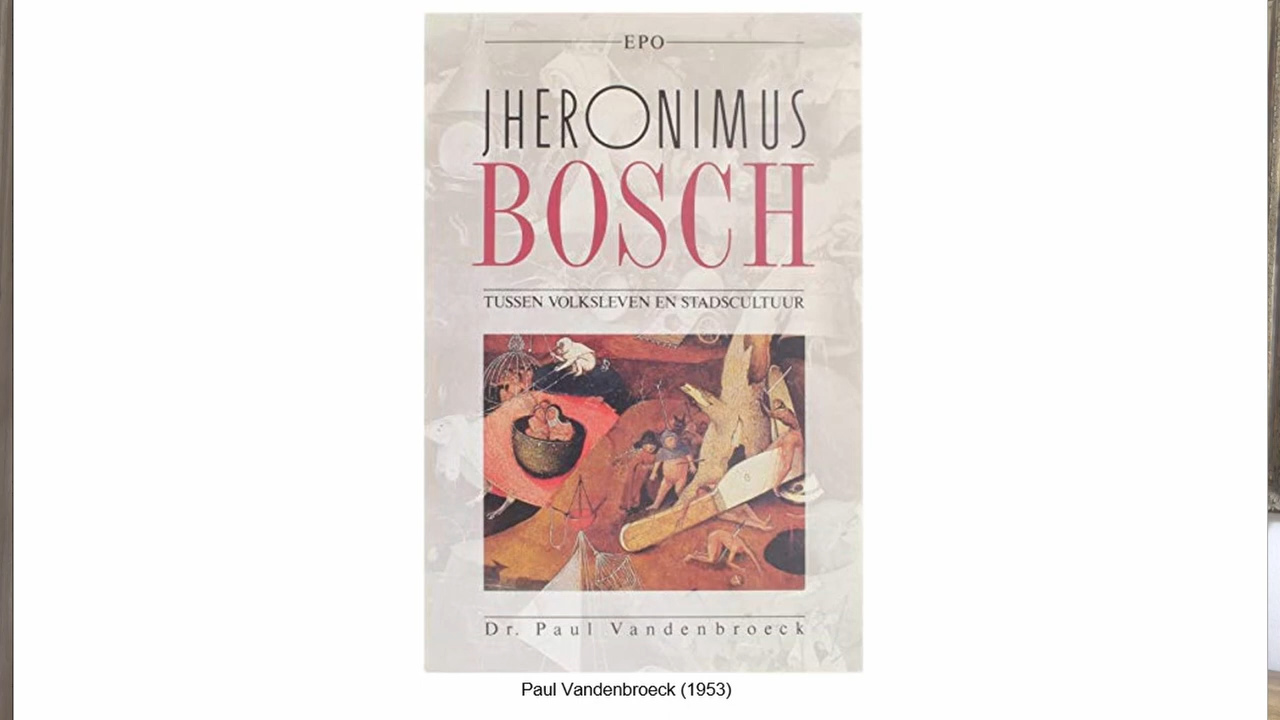 EPO
JHERONIMUS
BOSCH
TUSSEN VOLKSLEVEN EN STADSCULTUUR
Dr. Paul Vandenbroeck
Paul Vandenbroeck (1953)